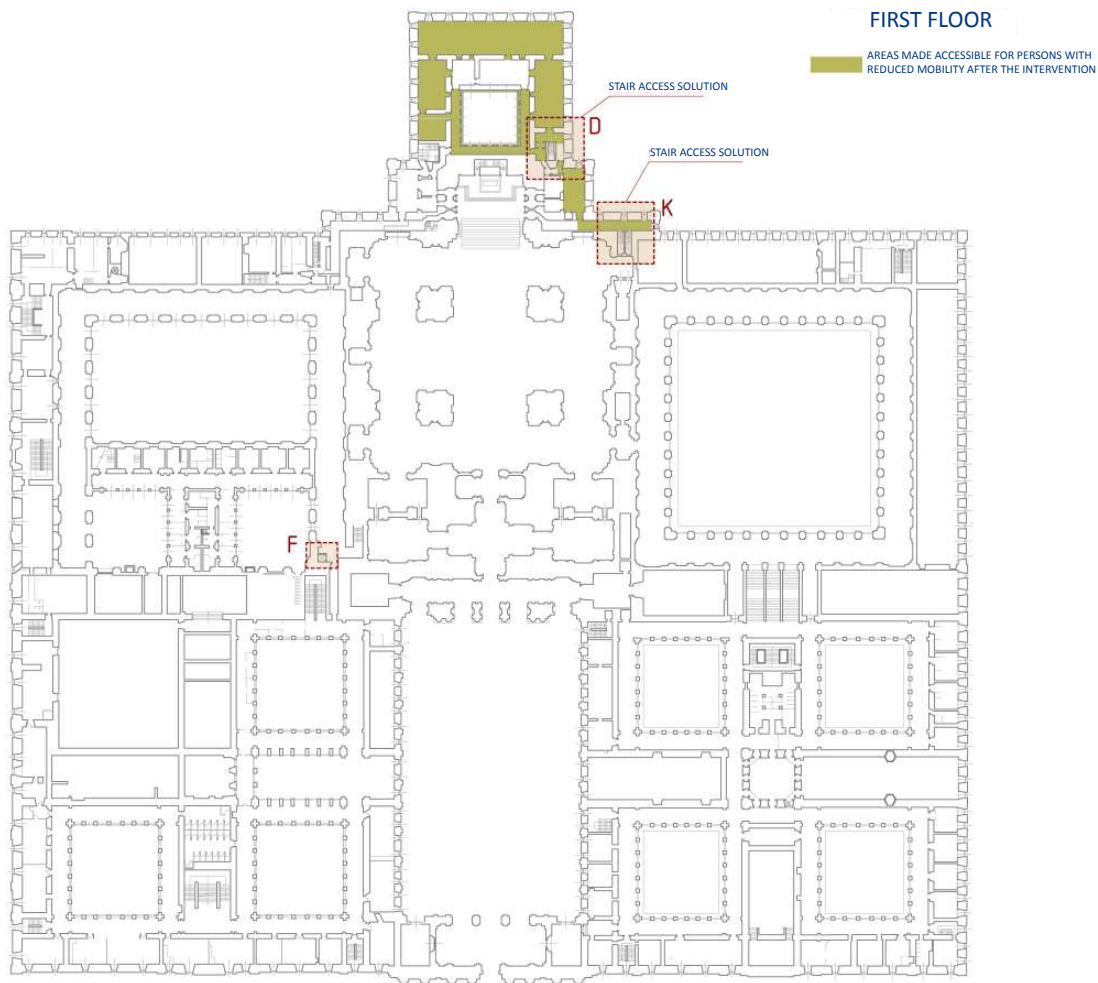 FIRST FLOOR
AREAS MADE ACCESSIBLE FOR PERSONS WITH
REDUCED MOBILITY AFTER THE INTERVENTION
STAIR ACCESS SOLUTION
D
STAIR ACCESS SOLUTION
K
F